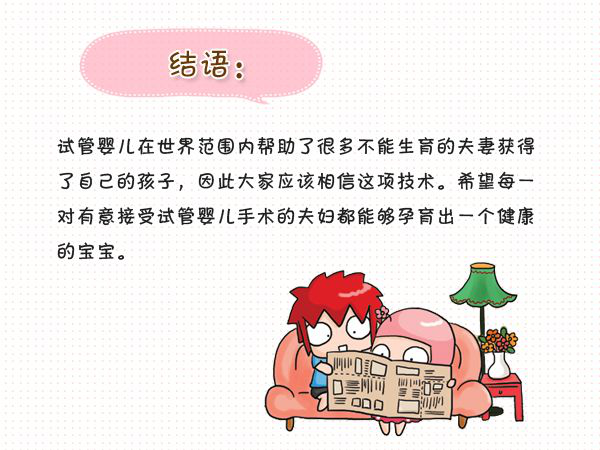 结语：
试管婴儿在世界范围内帮助了很多不能生育的夫妻获得
了自己的孩子，因此大家应该相信这项技术。希望每一
对有意接受试管婴儿手术的夫妇都能够孕育出一个健康
的宝宝。